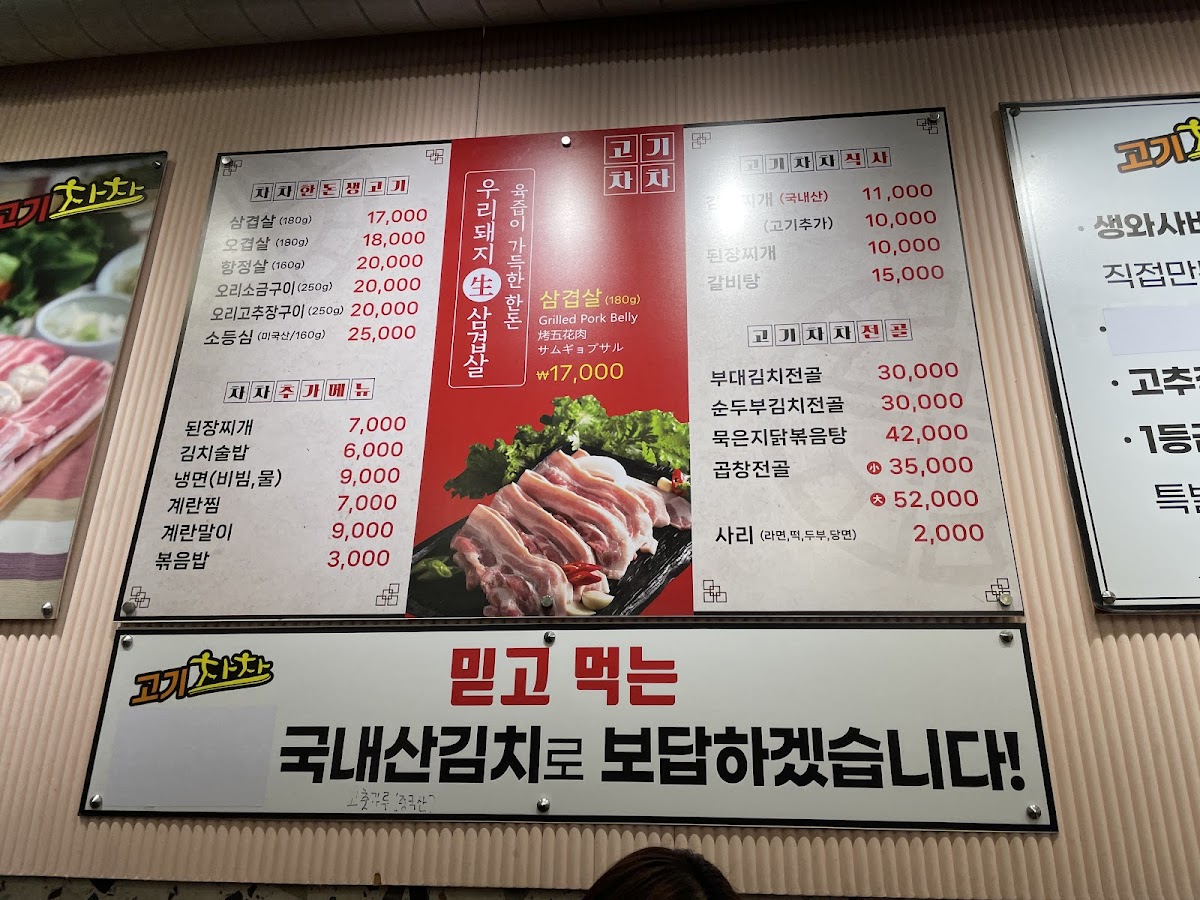 고기차차
차차한돈생고기
삼겹살 (180g) 17,000
오겹살 (180g) 18,000
항정살 (160g) 20,000
오리소금구이 (250g) 20,000
오리고추장구이 (250g) 20,000
소등심 (미국산/160g) 25,000
차차추가메뉴
된장찌개 7,000
김치술밥 6,000
냉면(비빔,물) 9,000
계란찜 7,000
계란말이 9,000
볶음밥 3,000
고기
차차
육즙이 가득한 한돈
우리돼지 生 삼겹살
삼겹살 (180g)
Grilled Pork Belly
烤五花肉
サムギョプサル
₩17,000
고기차차식사
찌개 (국내산) 11,000
(고기추가) 10,000
된장찌개 10,000
갈비탕 15,000
고기차차전골
부대김치전골 30,000
순두부김치전골 30,000
묵은지닭볶음탕 42,000
곱창전골 小 35,000
大 52,000
사리 (라면,떡,두부,당면) 2,000
고기차차
믿고 먹는
국내산김치로 보답하겠습니다!
고기
생와사비
직접만
· 고추
· 1등급
특별